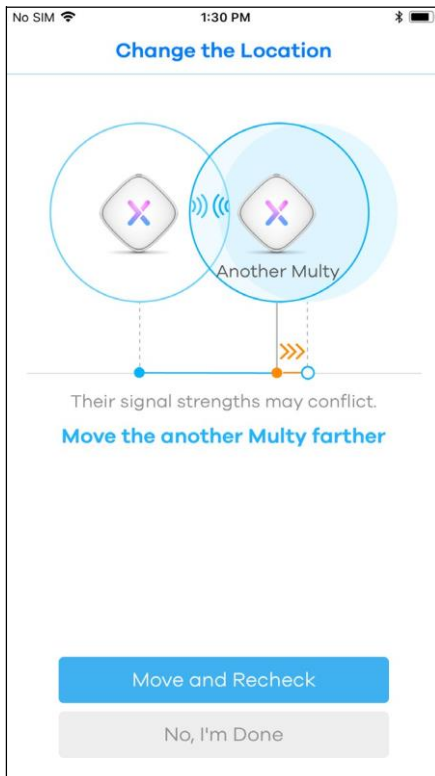 No SIM 1:30 PM
Change the Location
Another Multy
Their signal strengths may conflict.
Move the another Multy farther
Move and Recheck
No, I'm Done